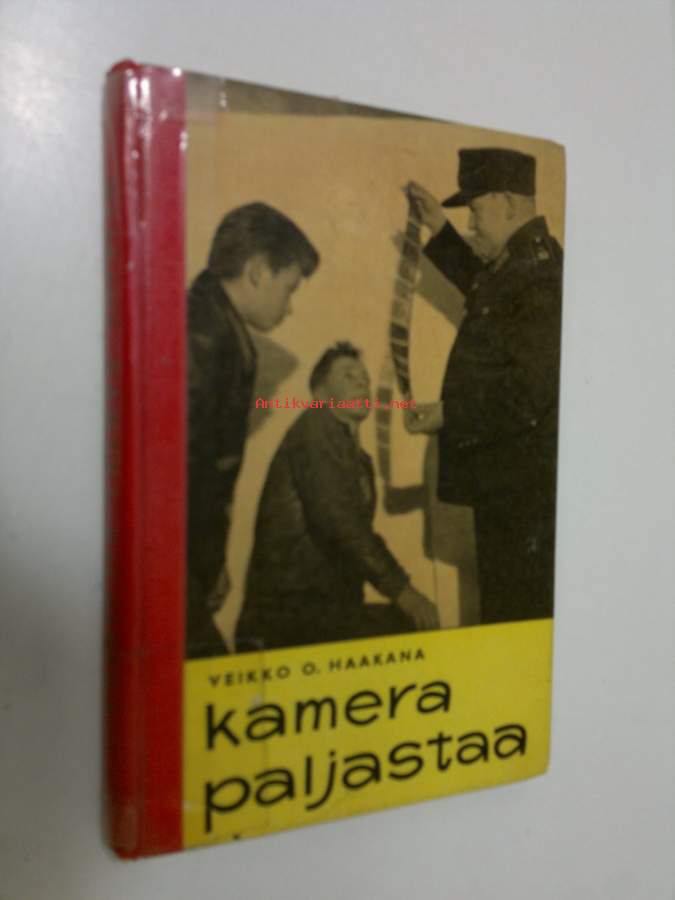 Antikvariaatti.net
VEIKKO O. HAAKANA
kamera
paljastaa